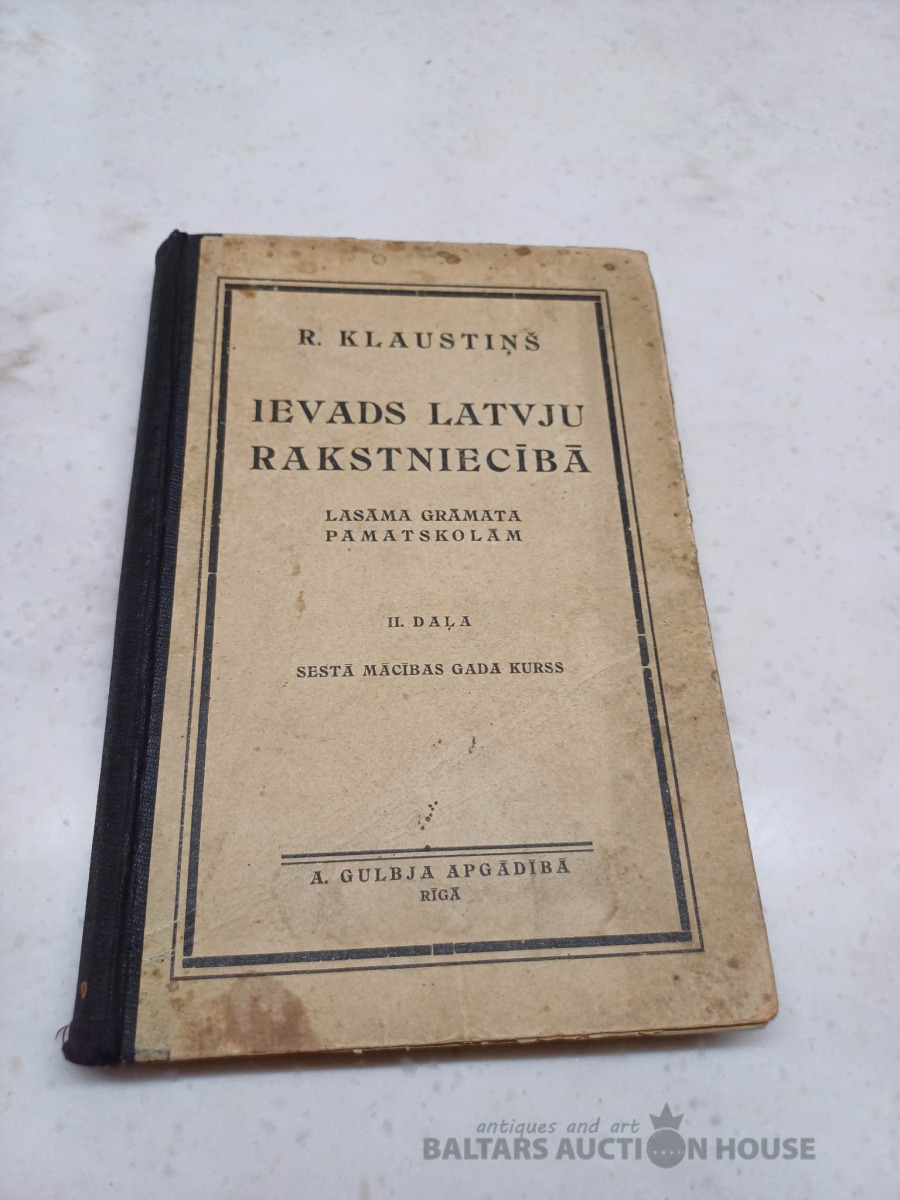 R. KLAUSTIŅŠ
IEVADS LATVJU
RAKSTNIECĪBĀ
LASĀMA GRĀMATA
PAMATSKOLĀM
II. DAĻA
SESTĀ MĀCĪBAS GADA KURSS
A. GULBJA APGĀDĪBĀ
RĪGĀ
antiques and art
BALTARS AUCTION HOUSE